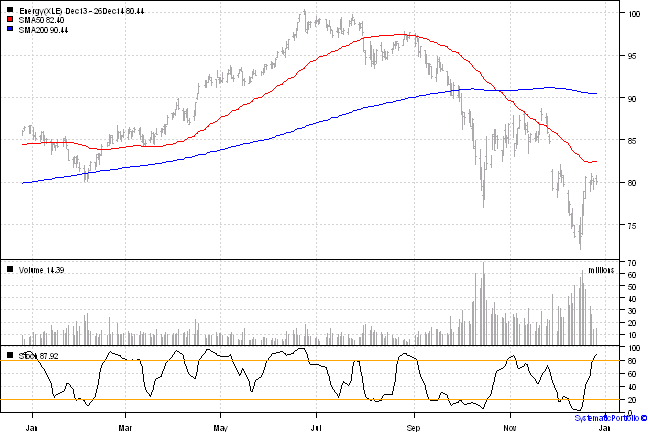 Energy(XLE) Dec13 - 26Dec14 80.44
SMA50 82.40
SMA200 90.44
100
95
90
85
80
75
Volume 14.39
millions
70
60
50
40
30
20
10
Stoch 87.92
100
80
60
40
20
0
Jan Mar May Jul Sep Nov Jan
SystematicPortfolio ©